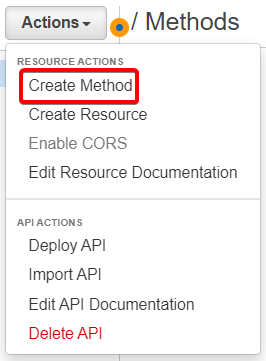 Actions / Methods
RESOURCE ACTIONS
Create Method
Create Resource
Enable CORS
Edit Resource Documentation
API ACTIONS
Deploy API
Import API
Edit API Documentation
Delete API